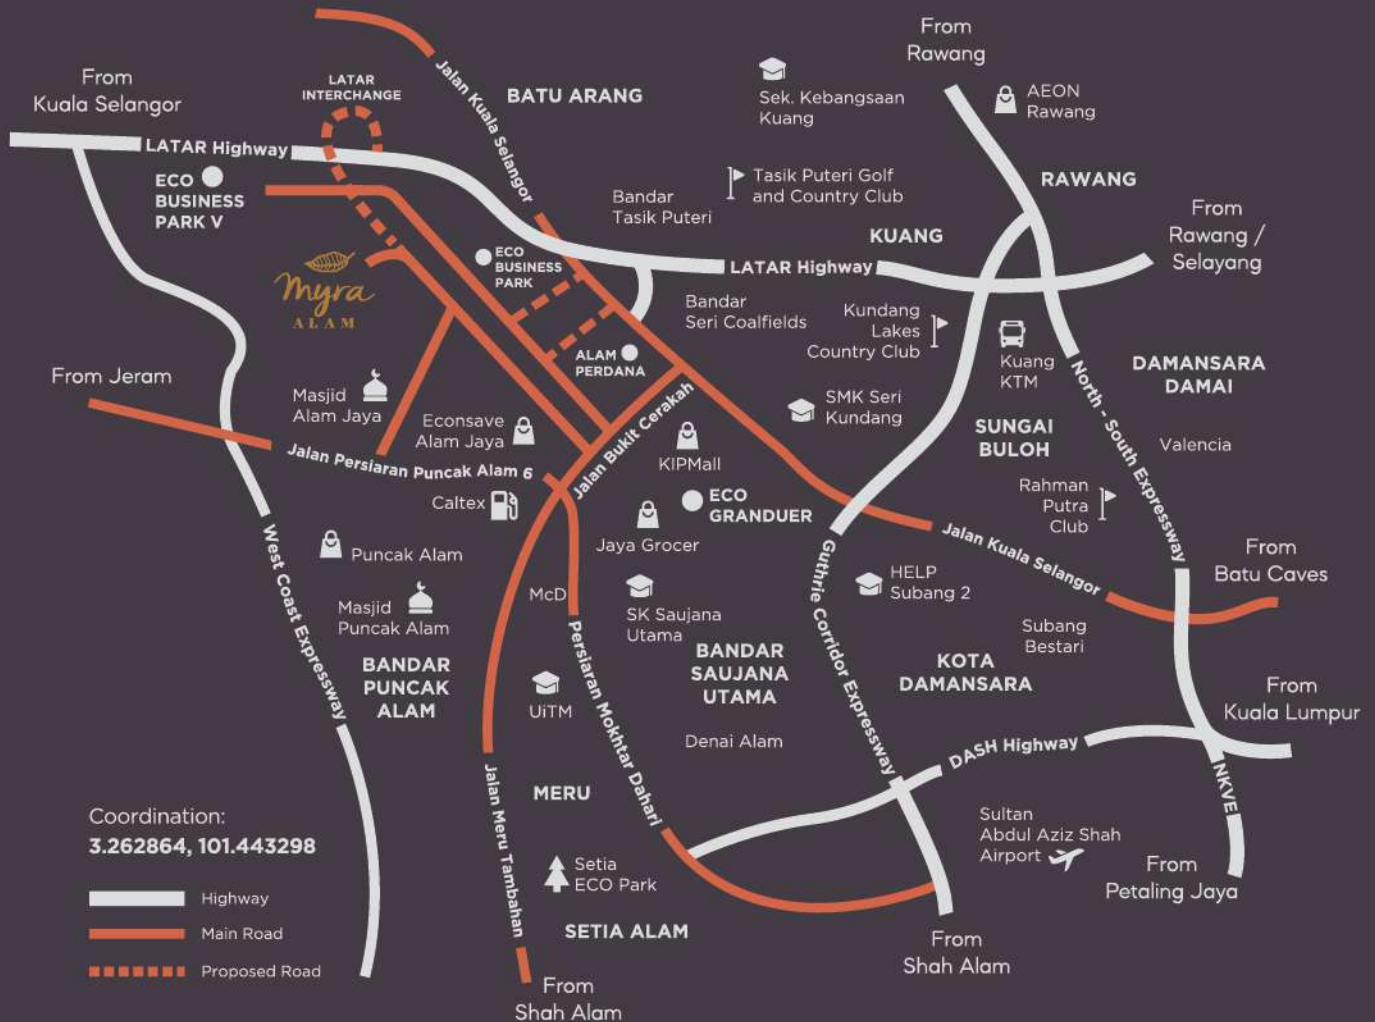 From
Rawang
From
Kuala Selangor
LATAR
INTERCHANGE
Jalan Kuala Selangor
BATU ARANG
Sek. Kebangsaan
Kuang
AEON
Rawang
LATAR Highway
ECO
BUSINESS
PARK V
Bandar
Tasik Puteri
Tasik Puteri Golf
and Country Club
RAWANG
From
Rawang /
Selayang
KUANG
ECO
BUSINESS
PARK
LATAR Highway
myra
ALAM
Bandar
Seri Coalfields
Kundang
Lakes
Country Club
Kuang
KTM
DAMANSARA
DAMAI
From Jeram
ALAM
PERDANA
Masjid
Alam Jaya
Econsave
Alam Jaya
Jalan Bukit Cerakah
SMK Seri
Kundang
SUNGAI
BULOH
North - South Expressway
Valencia
Jalan Persiaran Puncak Alam 6
KIPMall
Caltex
ECO
GRANDUER
Rahman
Putra
Club
Jaya Grocer
Puncak Alam
Jalan Kuala Selangor
From
Batu Caves
West Coast Expressway
Masjid
Puncak Alam
McD
SK Saujana
Utama
HELP
Subang 2
Guthrie Corridor Expressway
Subang
Bestari
BANDAR
PUNCAK
ALAM
UiTM
Persiaran Mokhtar Dahari
BANDAR
SAUJANA
UTAMA
KOTA
DAMANSARA
From
Kuala Lumpur
Denai Alam
DASH Highway
Jalan Meru Tambahan
MERU
NKVE
Coordination:
3.262864, 101.443298
Sultan
Abdul Aziz Shah
Airport
From
Petaling Jaya
Setia
ECO Park
Highway
Main Road
Proposed Road
SETIA ALAM
From
Shah Alam
From
Shah Alam